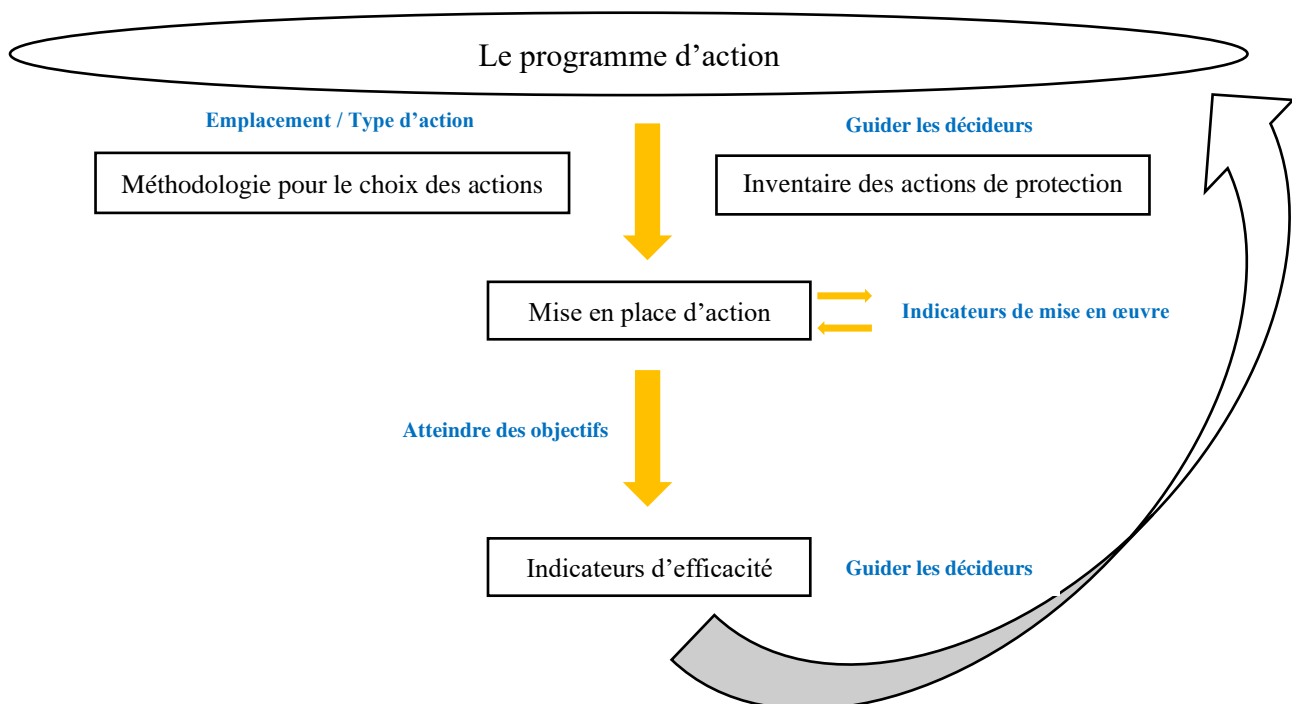 Le programme d’action
Emplacement / Type d’action
Guider les décideurs
Méthodologie pour le choix des actions
Inventaire des actions de protection
Mise en place d’action
Indicateurs de mise en œuvre
Atteindre des objectifs
Indicateurs d’efficacité
Guider les décideurs